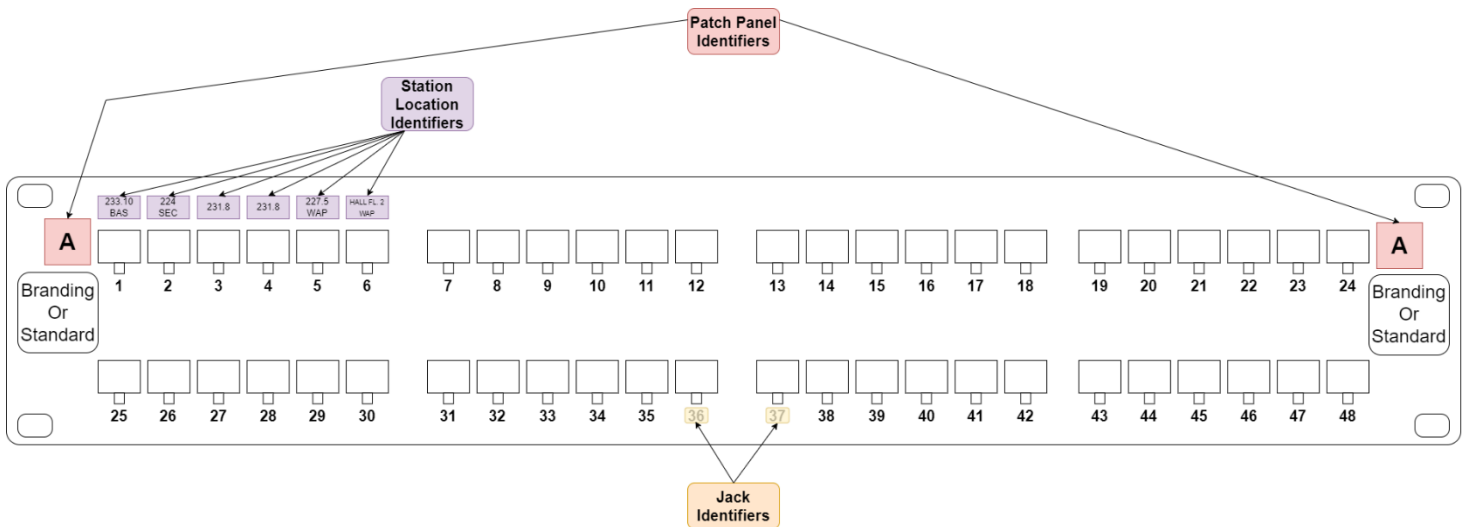 Patch Panel
Identifiers
Station
Location
Identifiers
233.10
BAS
224
SEC
231.8
231.8
227.5
WAP
HALL FL. 2
WAP
A
A
Branding
Or
Standard
Branding
Or
Standard
1 2 3 4 5 6 7 8 9 10 11 12 13 14 15 16 17 18 19 20 21 22 23 24
25 26 27 28 29 30 31 32 33 34 35 36 37 38 39 40 41 42 43 44 45 46 47 48
Jack
Identifiers